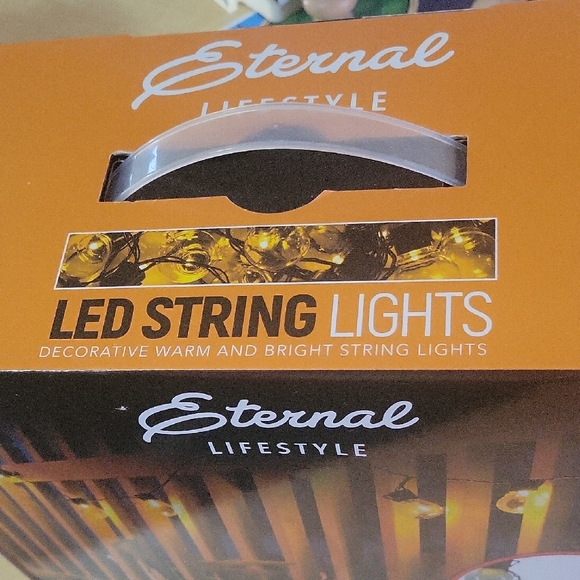 Eternal
LIFESTYLE
LED STRING LIGHTS
DECORATIVE WARM AND BRIGHT STRING LIGHTS
Eternal
LIFESTYLE